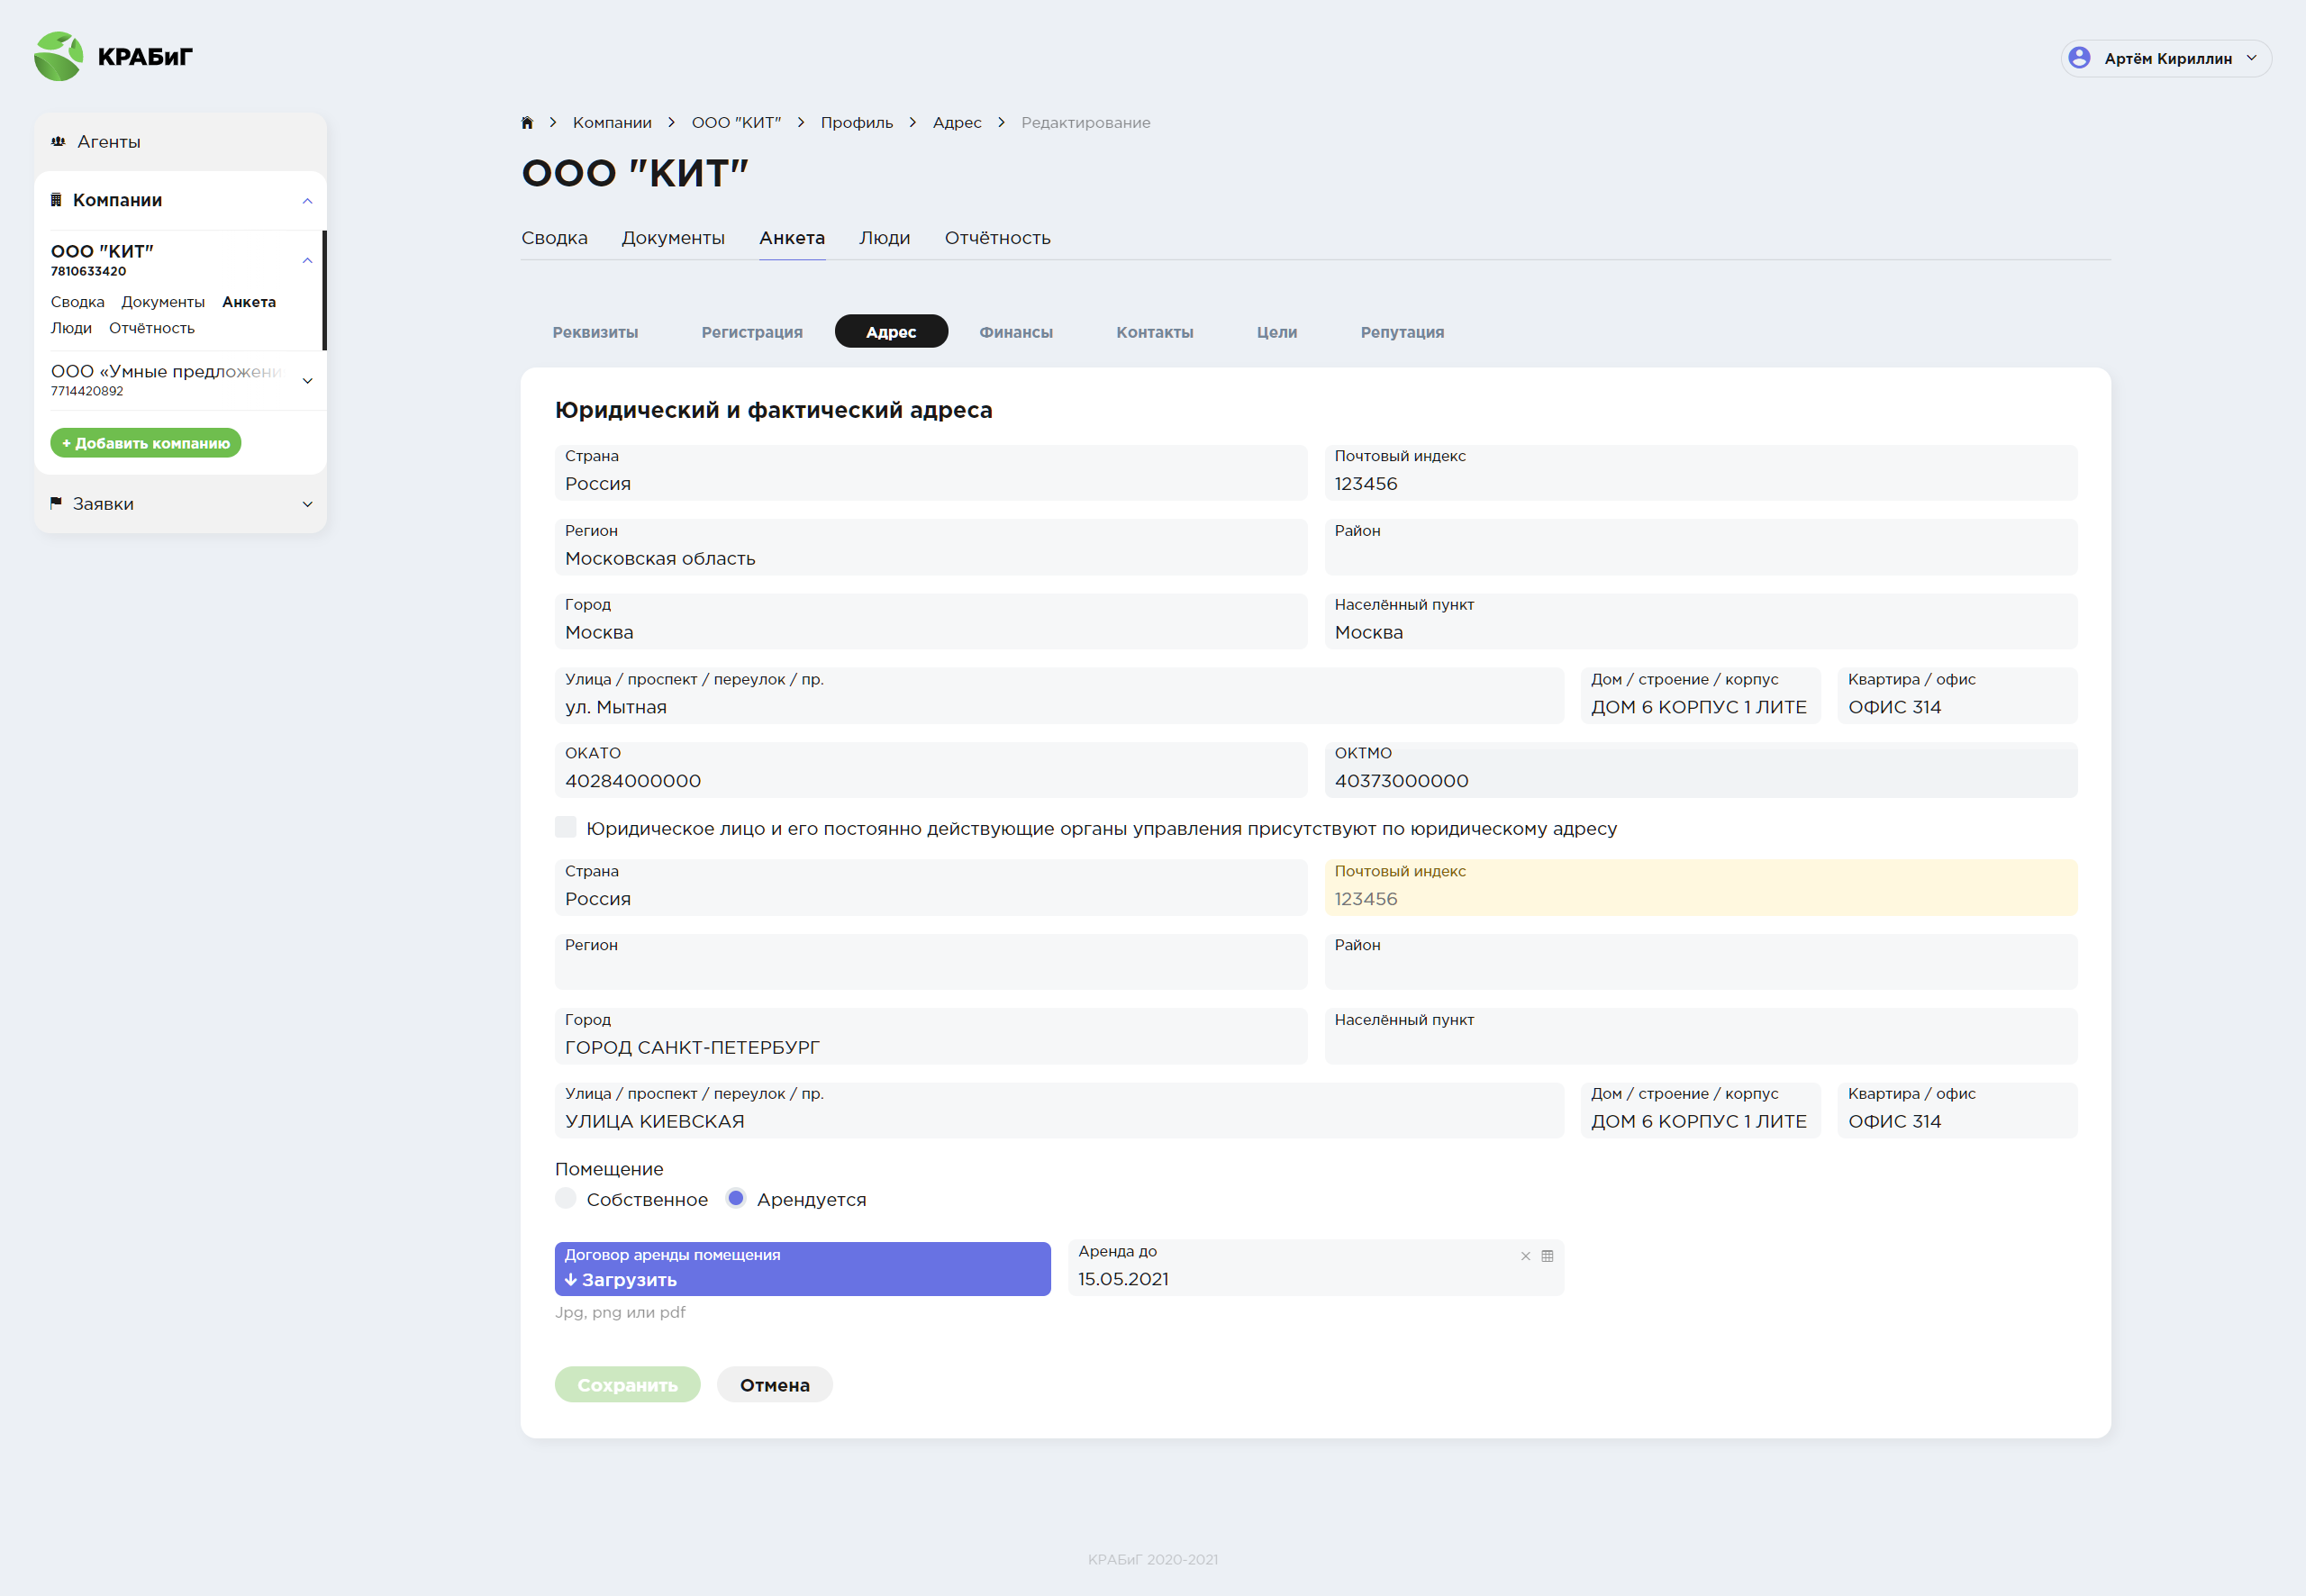 КРАБиГ
Артём Кириллин
Агенты
Компании
ООО "КИТ"
7810633420
Сводка Документы Анкета
Люди Отчётность
ООО «Умные
7714420892
+ Добавить компанию
Заявки
Компании ООО "КИТ" Профиль Адрес Редактирование
ООО "КИТ"
Сводка Документы Анкета Люди Отчётность
Реквизиты Регистрация Адрес Финансы Контакты Цели Репутация
Юридический и фактический адреса
Страна Почтовый индекс
Россия 123456
Регион Район
Московская область
Город Населённый пункт
Москва Москва
Улица / проспект / переулок / пр. Дом / строение / корпус Квартира / офис
ул. Мытная ДОМ 6 КОРПУС 1 ЛИТЕ ОФИС 314
ОКАТО ОКТМО
40284000000 40373000000
Юридическое лицо и его постоянно действующие органы управления присутствуют по юридическому адресу
Страна Почтовый индекс
Россия 123456
Регион Район
Город Населённый пункт
ГОРОД САНКТ-ПЕТЕРБУРГ
Улица / проспект / переулок / пр. Дом / строение / корпус Квартира / офис
УЛИЦА КИЕВСКАЯ ДОМ 6 КОРПУС 1 ЛИТЕ ОФИС 314
Помещение
Собственное Арендуется
Договор аренды помещения Аренда до
Загрузить 15.05.2021
Jpg, png или pdf
Сохранить Отмена
КРАБиГ 2020-2021